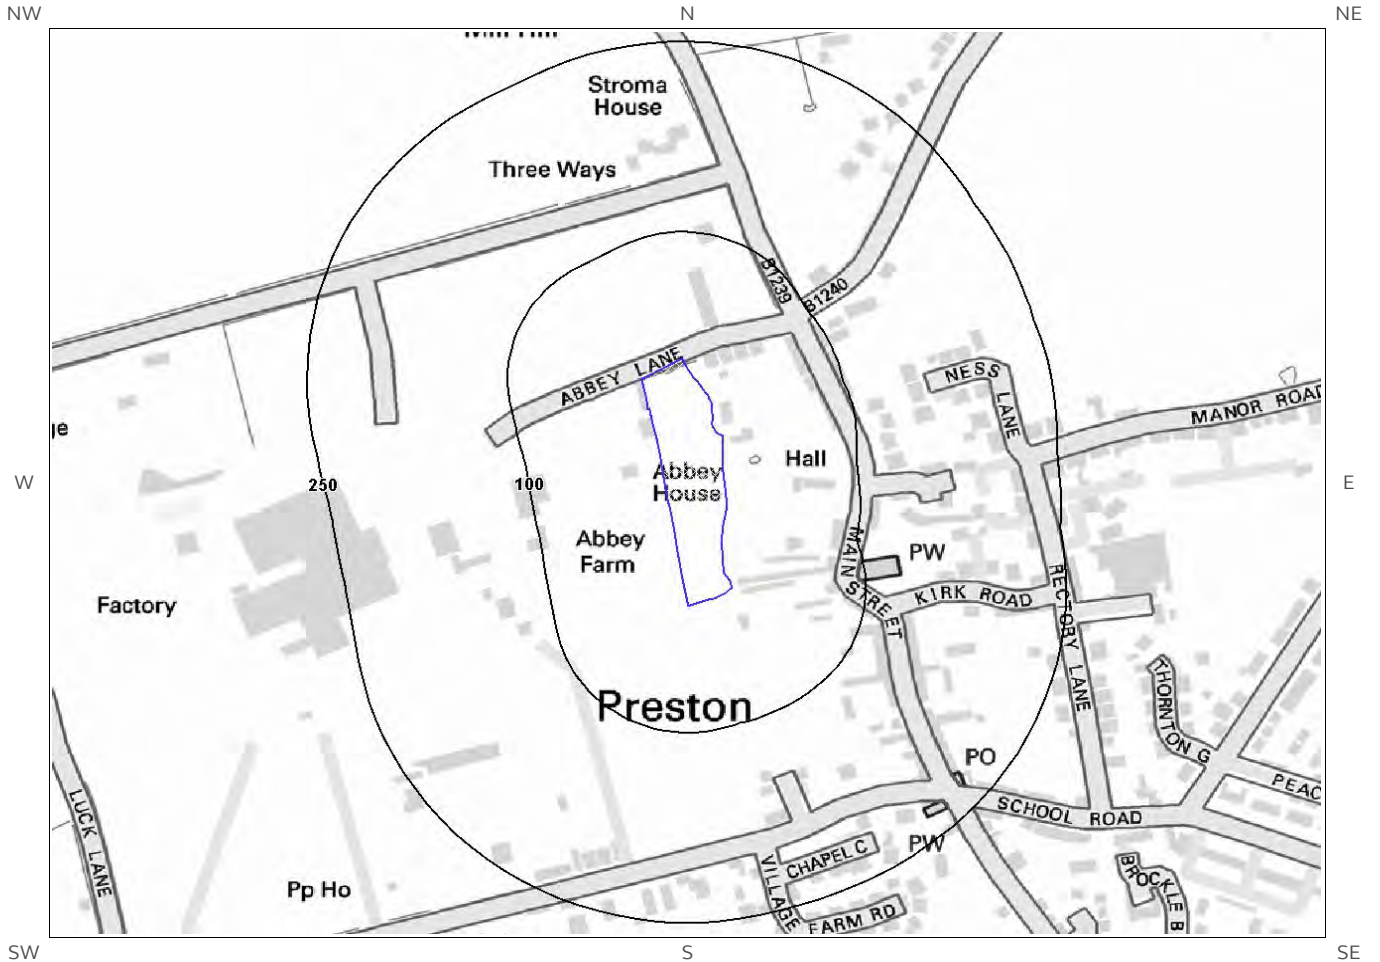 NW
N
NE
Stroma
House
Three Ways
B1239
B1240
ABBEY LANE
NESS
LANE
MANOR ROAD
ge
Hall
Abbey
House
W
E
250
100
Abbey
Farm
MAIN
STREET
PW
KIRK ROAD
RECTORY LANE
Factory
THORNTON G
Preston
PO
PEAC
LUCK LANE
SCHOOL ROAD
PW
CHAPEL C
VILLAGE
BROCKLE B
Pp Ho
FARM RD
SW
S
SE